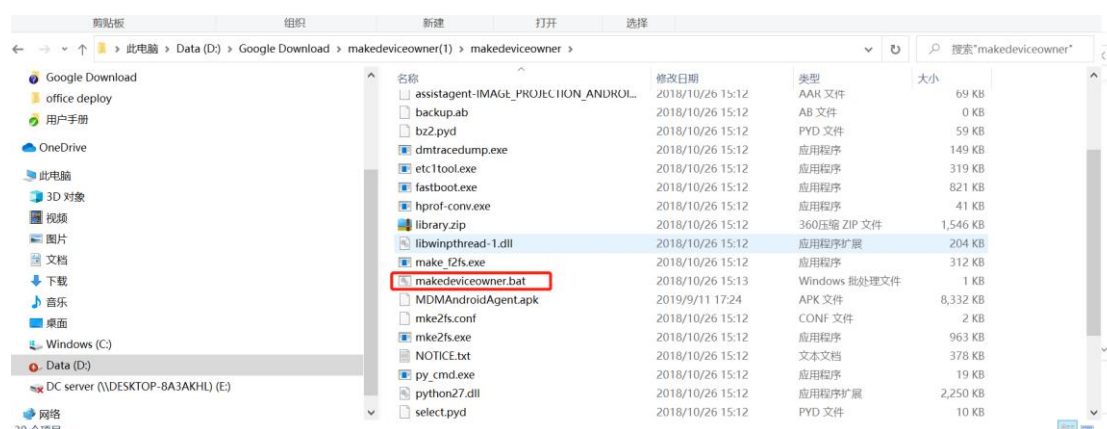 剪贴板 组织 新建 打开 选择
此电脑 > Data (D:) > Google Download > makedeviceowner(1) > makedeviceowner >
搜索"makedeviceowner"
Google Download
office deploy
用户手册
OneDrive
此电脑
3D 对象
视频
图片
文档
下载
音乐
桌面
Windows (C:)
Data (D:)
DC server (\\DESKTOP-8A3AKHL) (E:)
网络
名称 修改日期 类型 大小
assistagent-IMAGE_PROJECTION_ANDROI... 2018/10/26 15:12 AAR 文件 69 KB
backup.ab 2018/10/26 15:12 AB 文件 0 KB
bz2.pyd 2018/10/26 15:12 PYD 文件 59 KB
dmtracedump.exe 2018/10/26 15:12 应用程序 149 KB
etc1tool.exe 2018/10/26 15:12 应用程序 319 KB
fastboot.exe 2018/10/26 15:12 应用程序 821 KB
hprof-conv.exe 2018/10/26 15:12 应用程序 41 KB
library.zip 2018/10/26 15:12 360压缩 ZIP 文件 1,546 KB
libwinpthread-1.dll 2018/10/26 15:12 应用程序扩展 204 KB
make_f2fs.exe 2018/10/26 15:12 应用程序 312 KB
makedeviceowner.bat 2018/10/26 15:13 Windows 批处理文件 1 KB
MDMAndroidAgent.apk 2019/9/11 17:24 APK 文件 8,332 KB
mke2fs.conf 2018/10/26 15:12 CONF 文件 2 KB
mke2fs.exe 2018/10/26 15:12 应用程序 963 KB
NOTICE.txt 2018/10/26 15:12 文本文档 378 KB
py_cmd.exe 2018/10/26 15:12 应用程序 19 KB
python27.dll 2018/10/26 15:12 应用程序扩展 2,250 KB
select.pyd 2018/10/26 15:12 PYD 文件 10 KB